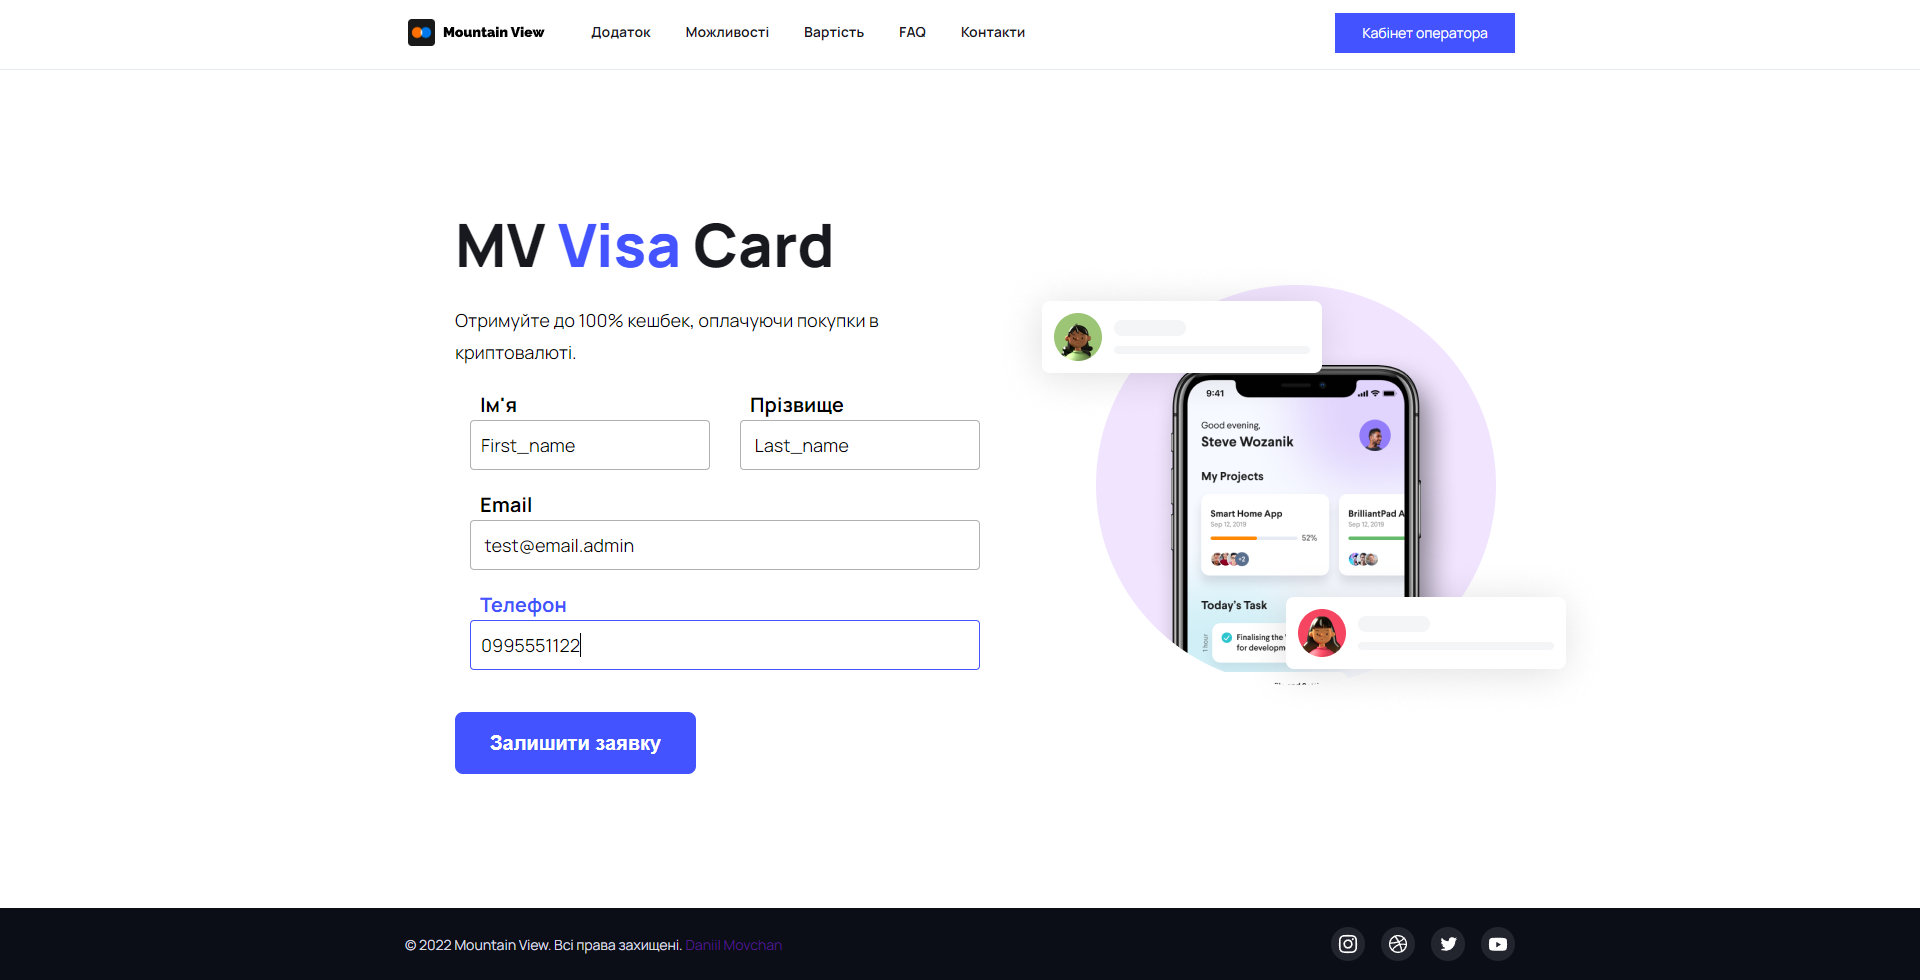 Mountain View
Додаток
Можливості
Вартість
FAQ
Контакти
Кабінет оператора
MV Visa Card
Отримуйте до 100% кешбек, оплачуючи покупки в
криптовалюті.
Ім'я
Прізвище
First_name
Last_name
Email
test@email.admin
Телефон
0995551122
Залишити заявку
9:41
Good evening,
Steve Wozanik
My Projects
Smart Home App
BrilliantPad A
Sep 12, 2019
Sep 12, 2019
52%
+2
Today's Task
1 hour
Finalising the
for developm
© 2022 Mountain View. Всі права захищені. Daniil Movchan